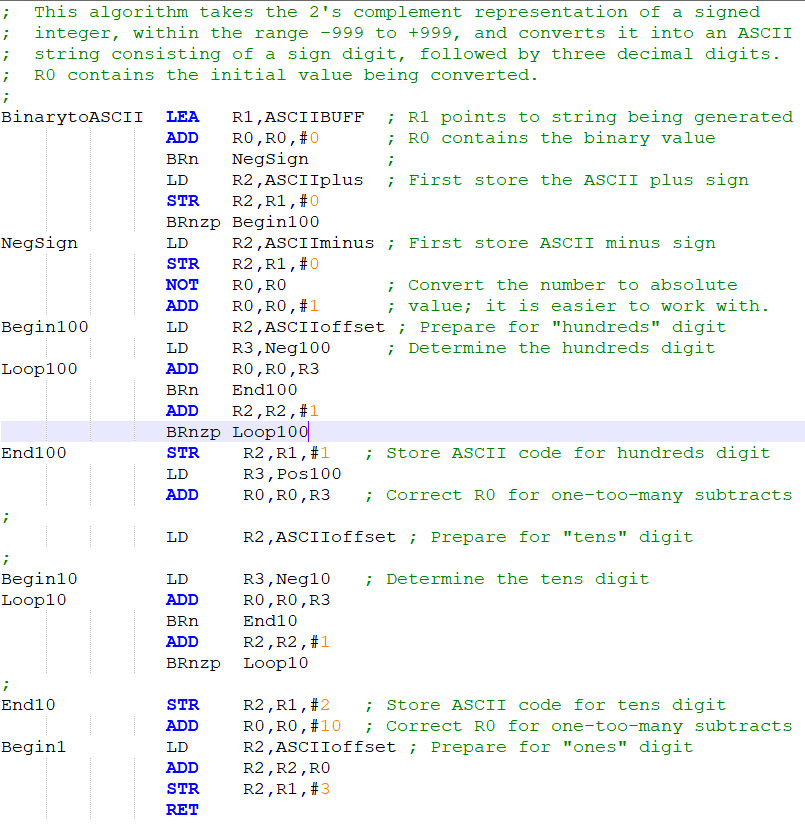 ;  This algorithm takes the 2's complement representation of a signed
;  integer, within the range -999 to +999, and converts it into an ASCII
;  string consisting of a sign digit, followed by three decimal digits.
;  R0 contains the initial value being converted.
;
BinarytoASCII  LEA   R1,ASCIIBUFF  ; R1 points to string being generated
               ADD   R0,R0,#0      ; R0 contains the binary value
               BRn   NegSign       ;
               LD    R2,ASCIIplus  ; First store the ASCII plus sign
               STR   R2,R1,#0
               BRnzp Begin100
NegSign        LD    R2,ASCIIminus ; First store ASCII minus sign
               STR   R2,R1,#0
               NOT   R0,R0         ; Convert the number to absolute
               ADD   R0,R0,#1      ; value; it is easier to work with.
Begin100       LD    R2,ASCIIoffset ; Prepare for "hundreds" digit
               LD    R3,Neg100     ; Determine the hundreds digit
Loop100        ADD   R0,R0,R3
               BRn   End100
               ADD   R2,R2,#1
               BRnzp Loop100
End100         STR    R2,R1,#1   ; Store ASCII code for hundreds digit
               LD     R3,Pos100
               ADD    R0,R0,R3   ; Correct R0 for one-too-many subtracts
;
               LD     R2,ASCIIoffset ; Prepare for "tens" digit
;
Begin10        LD     R3,Neg10   ; Determine the tens digit
Loop10         ADD    R0,R0,R3
               BRn    End10
               ADD    R2,R2,#1
               BRnzp  Loop10
;
End10          STR    R2,R1,#2   ; Store ASCII code for tens digit
               ADD    R0,R0,#10  ; Correct R0 for one-too-many subtracts
Begin1         LD     R2,ASCIIoffset ; Prepare for "ones" digit
               ADD    R2,R2,R0
               STR    R2,R1,#3
               RET